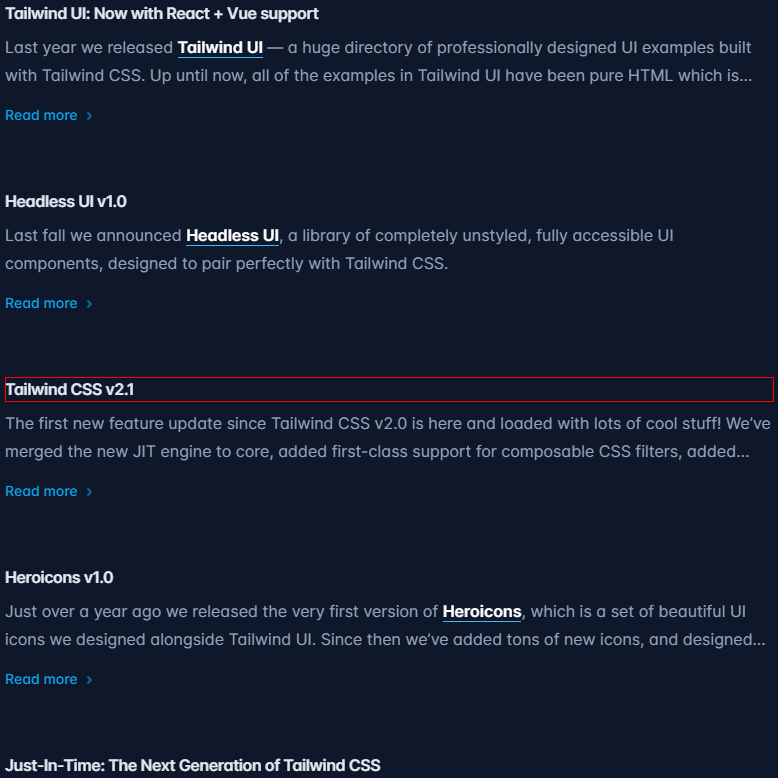 Tailwind UI: Now with React + Vue support
Last year we released Tailwind UI — a huge directory of professionally designed UI examples built
with Tailwind CSS. Up until now, all of the examples in Tailwind UI have been pure HTML which is...
Read more
Headless UI v1.0
Last fall we announced Headless UI, a library of completely unstyled, fully accessible UI
components, designed to pair perfectly with Tailwind CSS.
Read more
Tailwind CSS v2.1
The first new feature update since Tailwind CSS v2.0 is here and loaded with lots of cool stuff! We’ve
merged the new JIT engine to core, added first-class support for composable CSS filters, added...
Read more
Heroicons v1.0
Just over a year ago we released the very first version of Heroicons, which is a set of beautiful UI
icons we designed alongside Tailwind UI. Since then we’ve added tons of new icons, and designed...
Read more
Just-In-Time: The Next Generation of Tailwind CSS